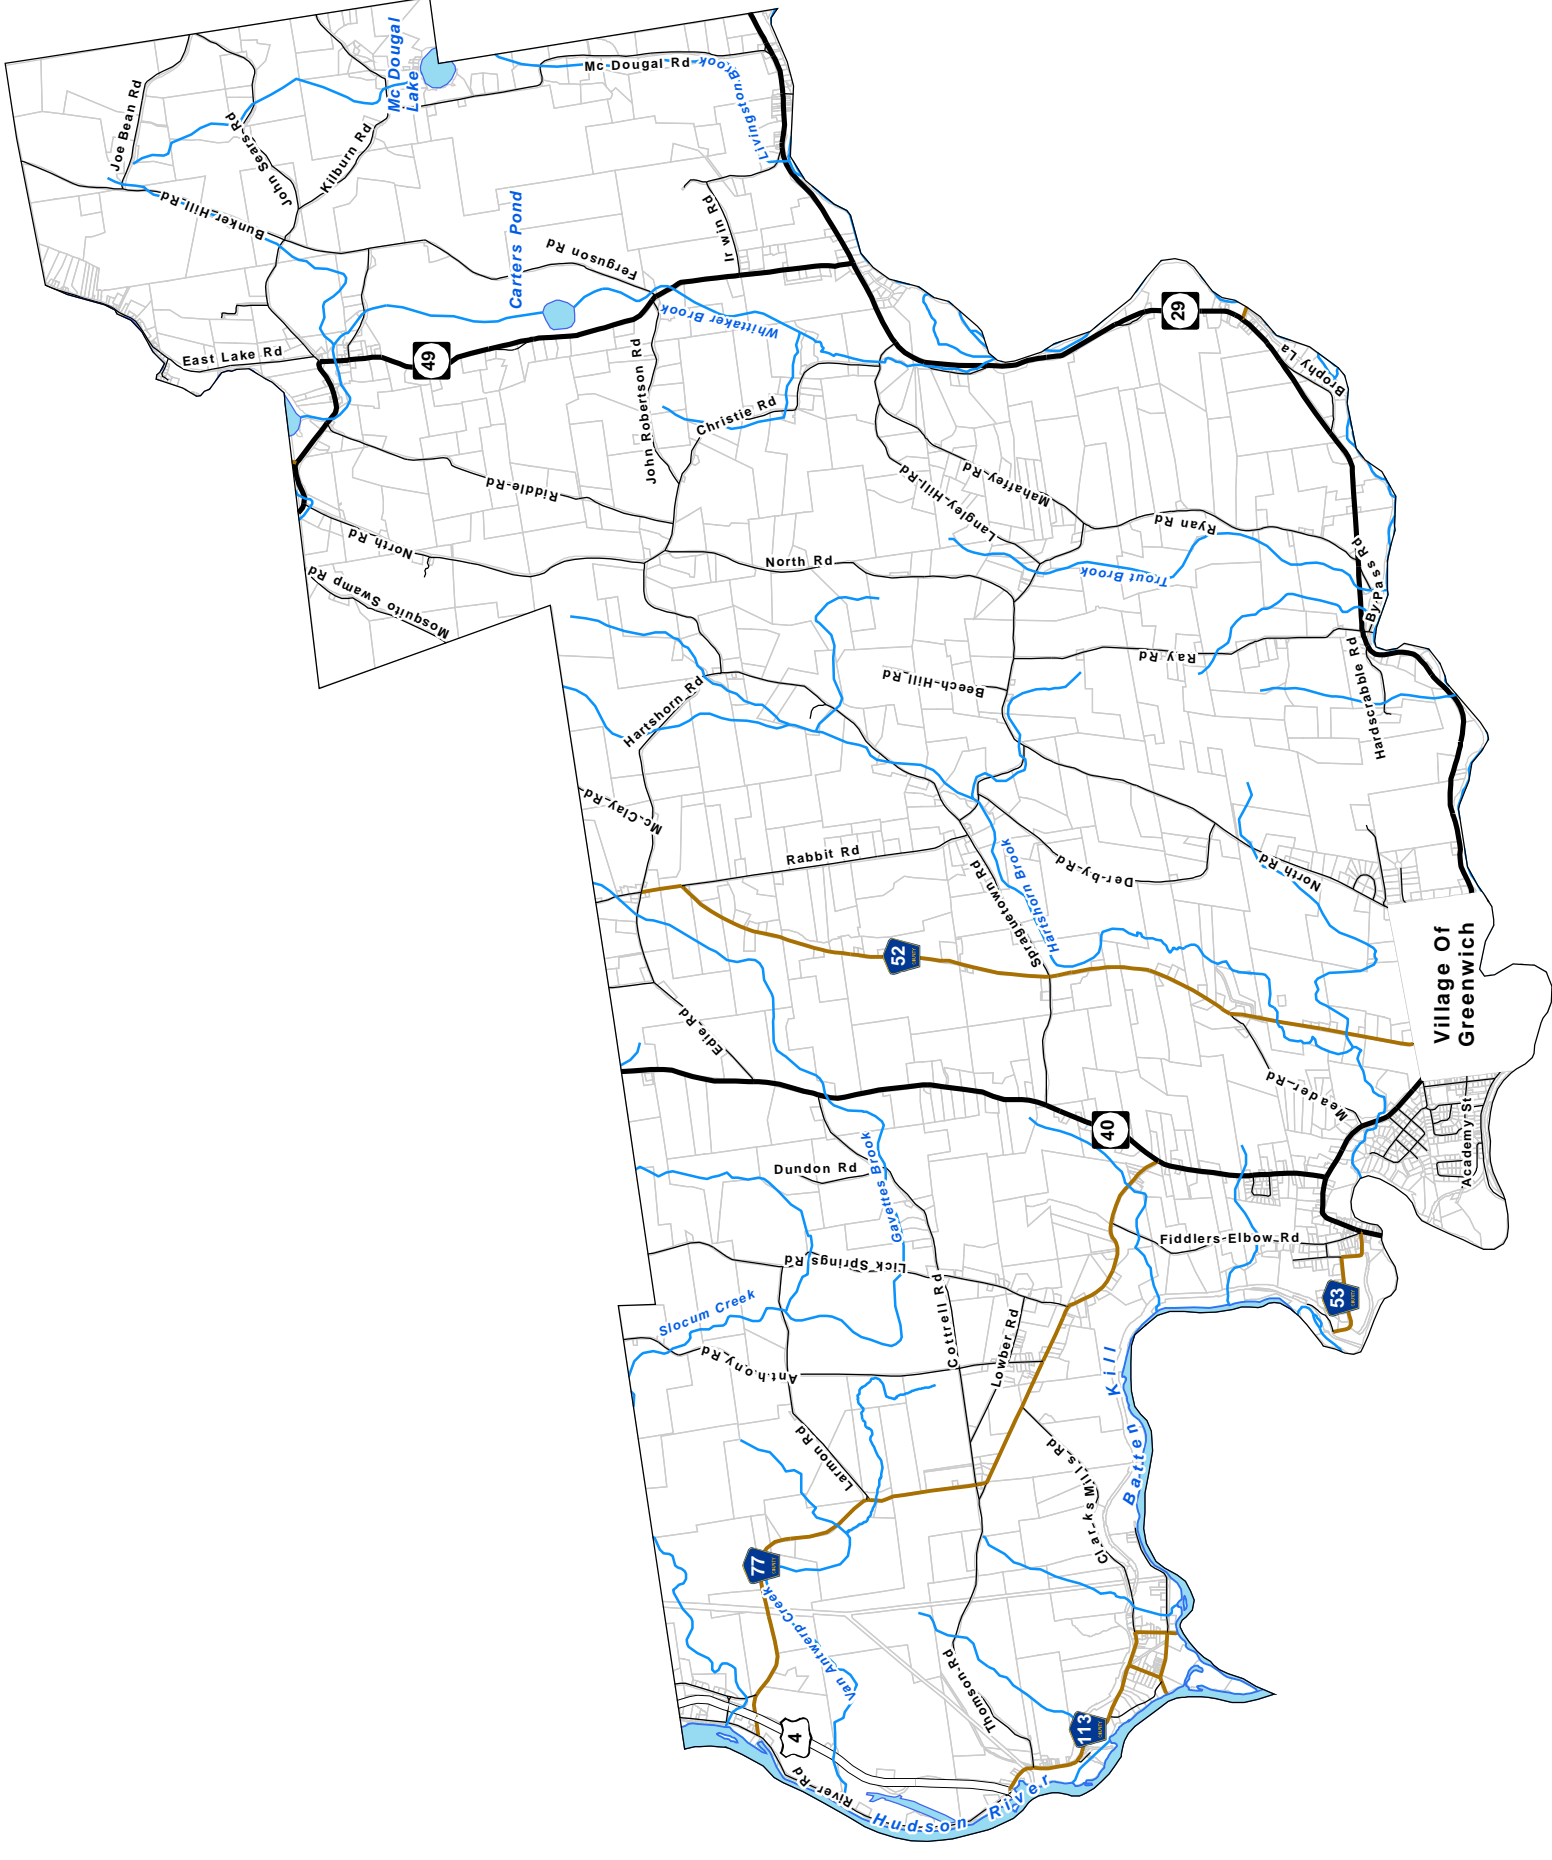 Mc Dougal
Lake
Mc Dougal Rd
Livingston Brook
Joe Bean Rd
John Sears Rd
Kilburn Rd
Bunker Hill Rd
Carters Pond
Irwin Rd
Ferguson Rd
East Lake Rd
49
Whittaker Brook
29
John Robertson Rd
Christie Rd
Brophy La
Riddle Rd
Langley Hill Rd
Mahaffey Rd
North Rd
Mosquito Swamp Rd
North Rd
Ryan Rd
Trout Brook
By Pass Rd
Ray Rd
Beech Hill Rd
Hartshorn Rd
Hardscrabble Rd
Mc Clay Rd
Rabbit Rd
Spraguetown Rd
Hartshorn Brook
Derby Rd
North Rd
52
COUNTY
Village Of
Greenwich
Edie Rd
Meader Rd
40
Academy St
Dundon Rd
Gavettes Brook
Fiddlers Elbow Rd
Lick Springs Rd
53
COUNTY
Slocum Creek
Cottrell Rd
Lowber Rd
Anthony Rd
Batten Kill
Larmon Rd
Clarks Mills Rd
77
COUNTY
Van Antwerp Creek
Thomson Rd
4
113
COUNTY
River Rd
Hudson River